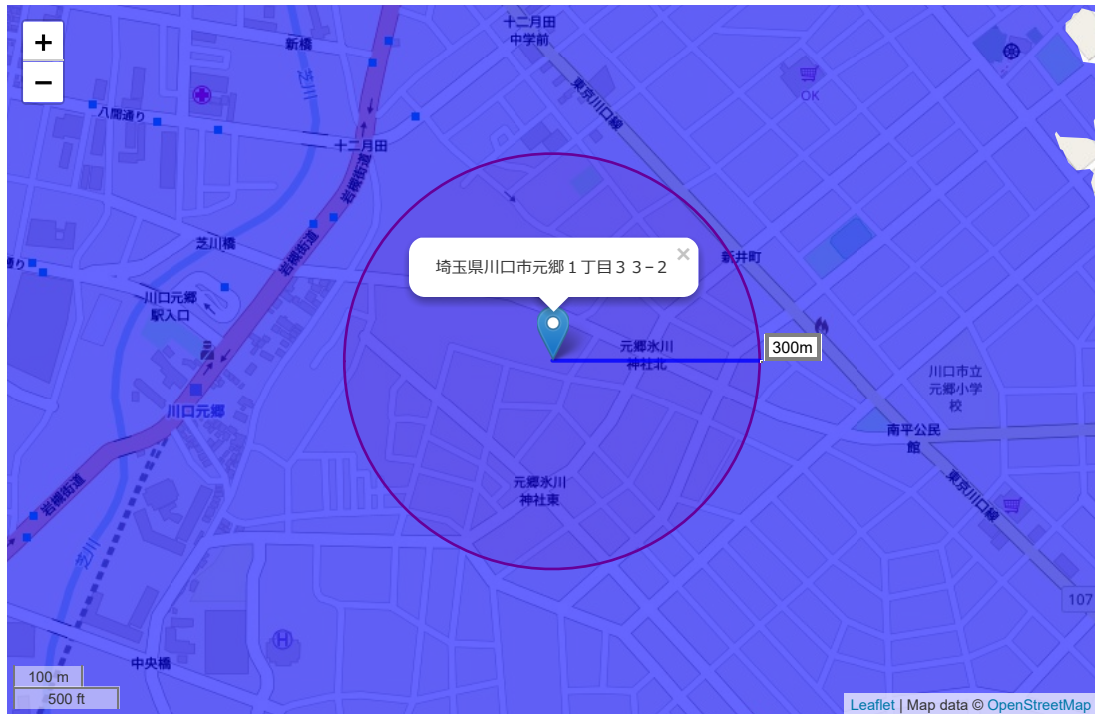 十二月田
中学前
+
新橋
−
芝川
東京川口線
OK
八間通り
十二月田
岩槻街道
芝川橋
岩槻街道
新井町
埼玉県川口市元郷１丁目３３−２
×
川口元郷
駅入口
300m
元郷氷川
神社北
川口市立
元郷小学
校
川口元郷
南平公民
館
元郷氷川
神社東
岩槻街道
東京川口線
芝川
107
中央橋
100 m
500 ft
Leaflet | Map data © OpenStreetMap